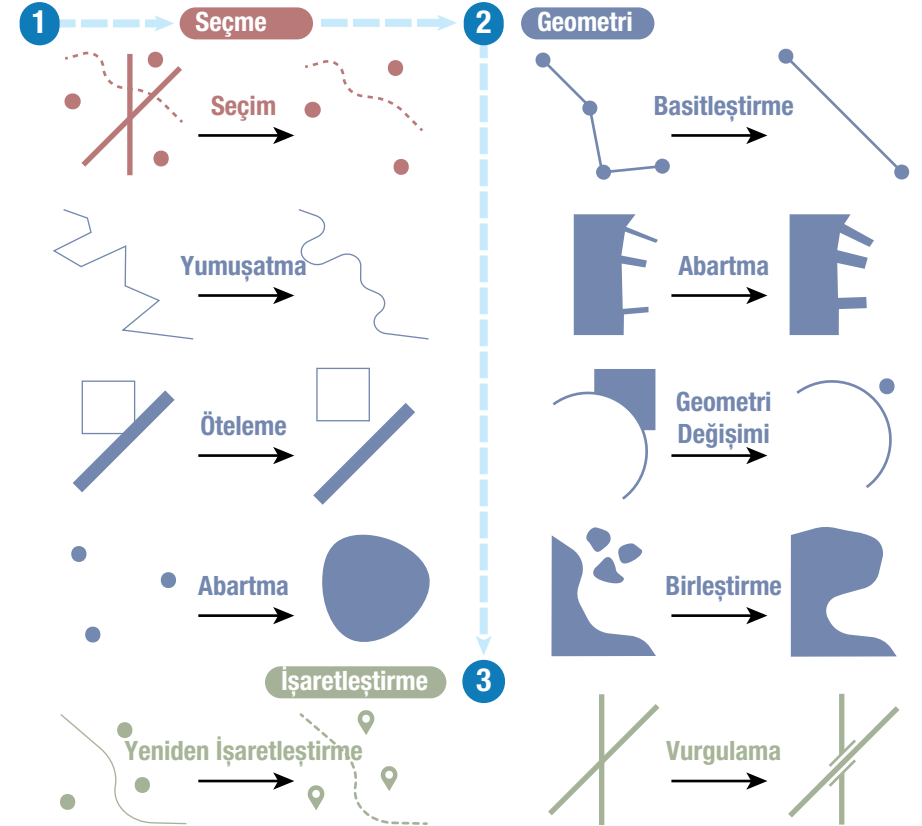 1
Seçme
2
Geometri
Seçim
Basitleştirme
Yumuşatma
Abartma
Öteleme
Geometri
Değişimi
Abartma
Birleştirme
İşaretleştirme
3
Yeniden İşaretleştirme
Vurgulama